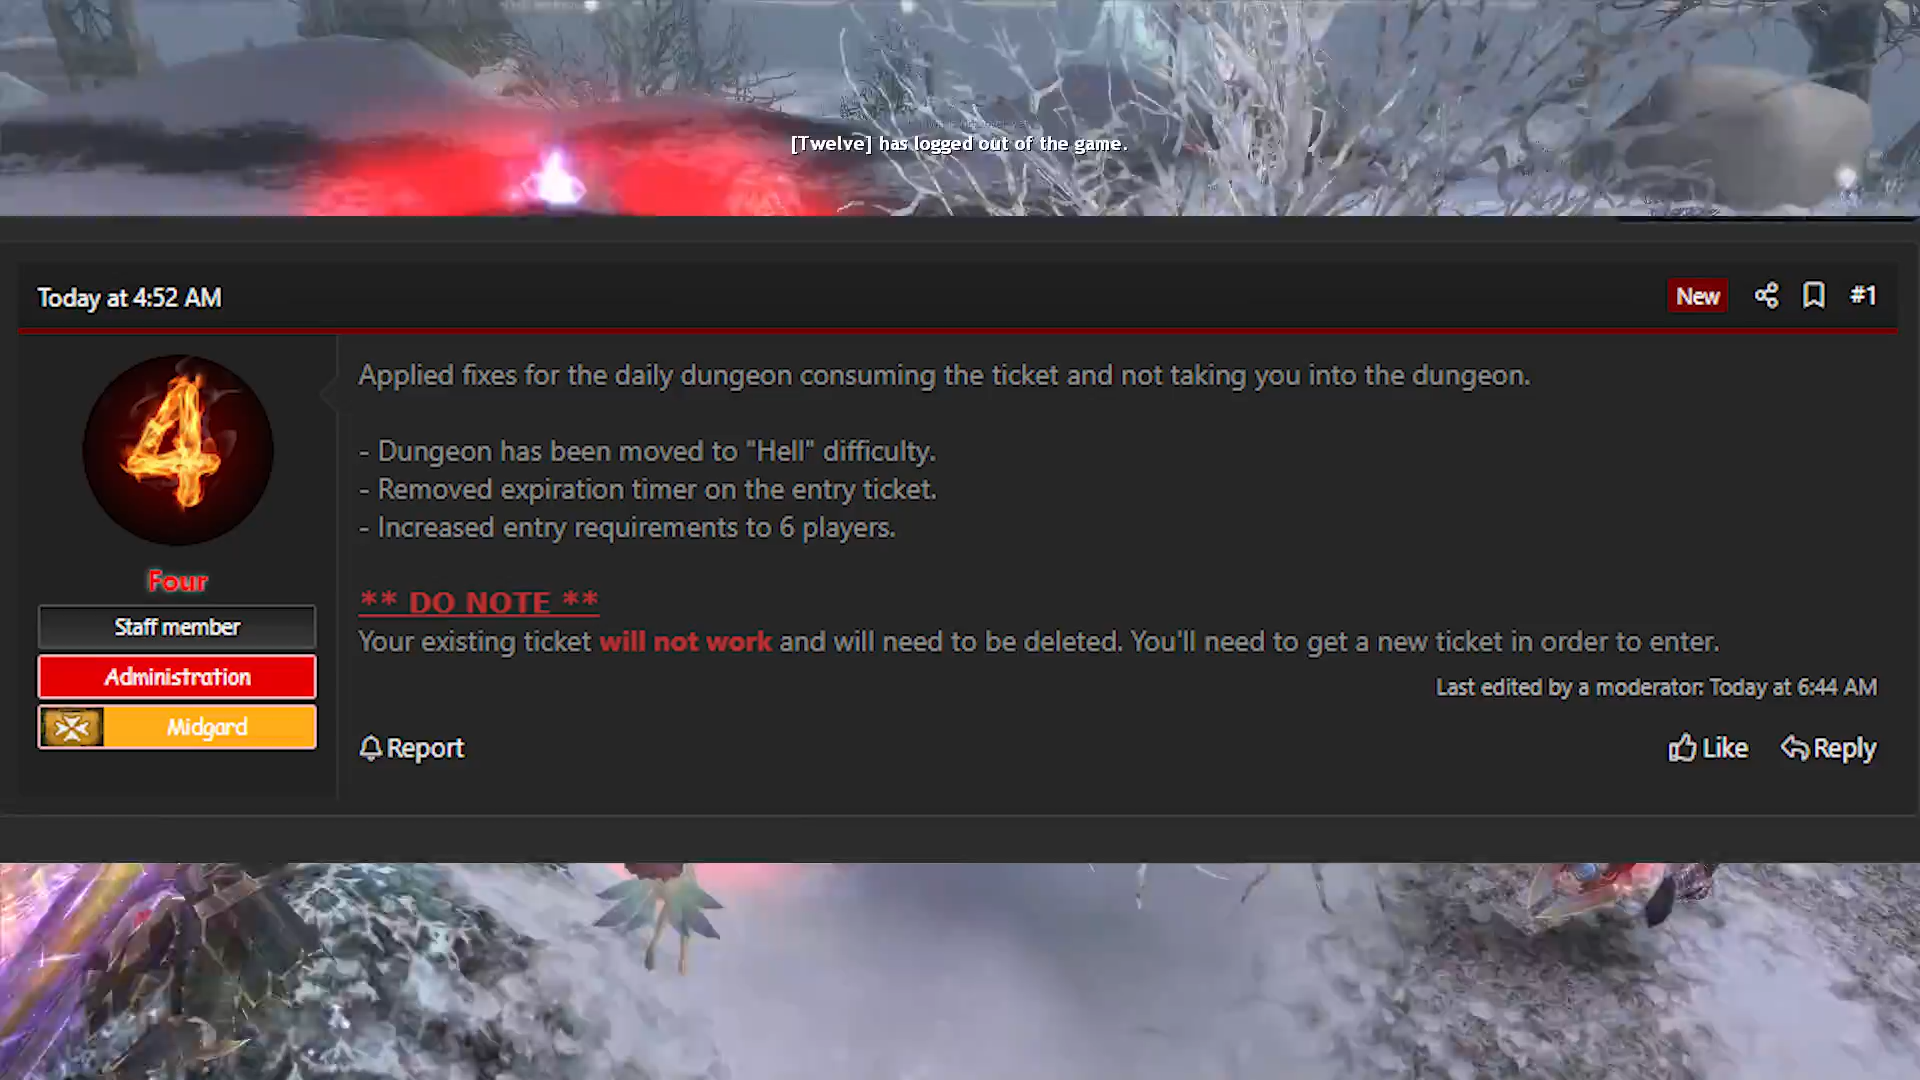 [Twelve] has logged out of the game.
Today at 4:52 AM
New
#1
Applied fixes for the daily dungeon consuming the ticket and not taking you into the dungeon.
- Dungeon has been moved to "Hell" difficulty.
- Removed expiration timer on the entry ticket.
- Increased entry requirements to 6 players.
4
Four
Staff member
Administration
Midgard
** DO NOTE **
Your existing ticket will not work and will need to be deleted. You'll need to get a new ticket in order to enter.
Last edited by a moderator: Today at 6:44 AM
Report
Like
Reply